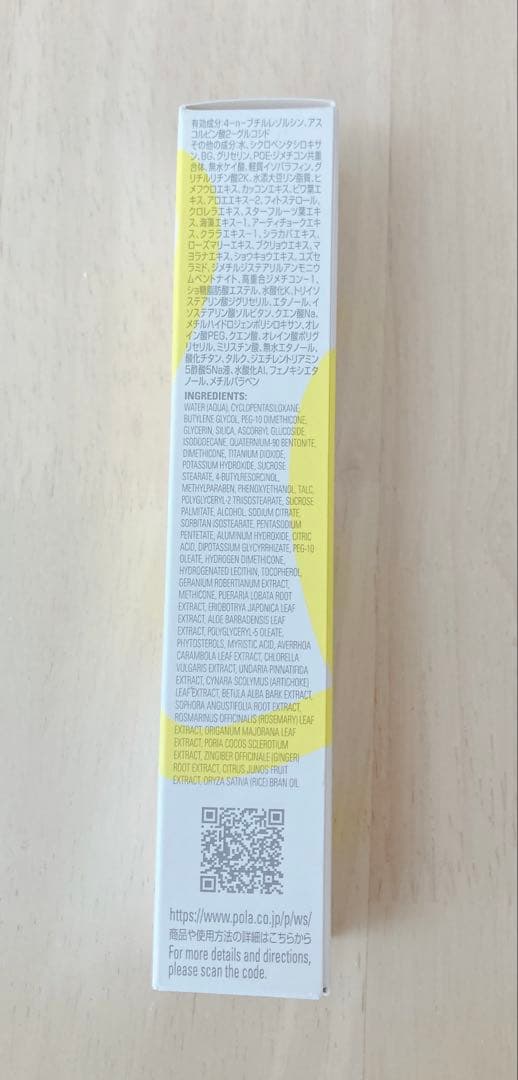 有効成分:4-n-ブチルレゾルシン、アス
コルビン酸2-グルコシド
その他の成分:水、シクロペンタシロキサ
ン、BG、グリセリン、POE・ジメチコン共重
合体、無水ケイ酸、軽質イソパラフィン、グ
リチルリチン酸2K、水添大豆リン脂質、ヒ
メフウロエキス、カッコンエキス、ビワ葉エ
キス、アロエエキス-2、フィトステロール、
クロレラエキス、スターフルーツ葉エキ
ス、海藻エキス-1、アーティチョークエキ
ス、クララエキス-1、シラカバエキス、
ローズマリーエキス、ブクリョウエキス、マ
ヨラナエキス、ショウキョウエキス、ユズセ
ラミド、ジメチルジステアリルアンモニウ
ムベントナイト、高重合ジメチコン-1、
ショ糖脂肪酸エステル、水酸化K、トリイソ
ステアリン酸ジグリセリル、エタノール、イ
ソステアリン酸ソルビタン、クエン酸Na、
メチルハイドロジェンポリシロキサン、オレ
イン酸PEG、クエン酸、オレイン酸ポリグ
リセリル、ミリスチン酸、無水エタノール、
酸化チタン、タルク、ジエチレントリアミン
5酢酸5Na液、水酸化Al、フェノキシエタ
ノール、メチルパラベン
INGREDIENTS:
WATER (AQUA), CYCLOPENTASILOXANE,
BUTYLENE GLYCOL, PEG-10 DIMETHICONE,
GLYCERIN, SILICA, ASCORBYL GLUCOSIDE,
ISODODECANE, QUATERNIUM-90 BENTONITE,
DIMETHICONE, TITANIUM DIOXIDE,
POTASSIUM HYDROXIDE, SUCROSE
STEARATE, 4-BUTYLRESORCINOL,
METHYLPARABEN, PHENOXYETHANOL, TALC,
POLYGLYCERYL-2 TRIISOSTEARATE, SUCROSE
PALMITATE, ALCOHOL, SODIUM CITRATE,
SORBITAN ISOSTEARATE, PENTASODIUM
PENTETATE, ALUMINUM HYDROXIDE, CITRIC
ACID, DIPOTASSIUM GLYCYRRHIZATE, PEG-10
OLEATE, HYDROGEN DIMETHICONE,
HYDROGENATED LECITHIN, TOCOPHEROL,
GERANIUM ROBERTIANUM EXTRACT,
METHICONE, PUERARIA LOBATA ROOT
EXTRACT, ERIOBOTRYA JAPONICA LEAF
EXTRACT, ALOE BARBADENSIS LEAF
EXTRACT, POLYGLYCERYL-5 OLEATE,
PHYTOSTEROLS, MYRISTIC ACID, AVERRHOA
CARAMBOLA LEAF EXTRACT, CHLORELLA
VULGARIS EXTRACT, UNDARIA PINNATIFIDA
EXTRACT, CYNARA SCOLYMUS (ARTICHOKE)
LEAF EXTRACT, BETULA ALBA BARK EXTRACT,
SOPHORA ANGUSTIFOLIA ROOT EXTRACT,
ROSMARINUS OFFICINALIS (ROSEMARY) LEAF
EXTRACT, ORIGANUM MAJORANA LEAF
EXTRACT, PORIA COCOS SCLEROTIUM
EXTRACT, ZINGIBER OFFICINALE (GINGER)
ROOT EXTRACT, CITRUS JUNOS FRUIT
EXTRACT, ORYZA SATIVA (RICE) BRAN OIL
https://www.pola.co.jp/p/ws/
商品や使用方法の詳細はこちらから
For more details and directions,
please scan the code.